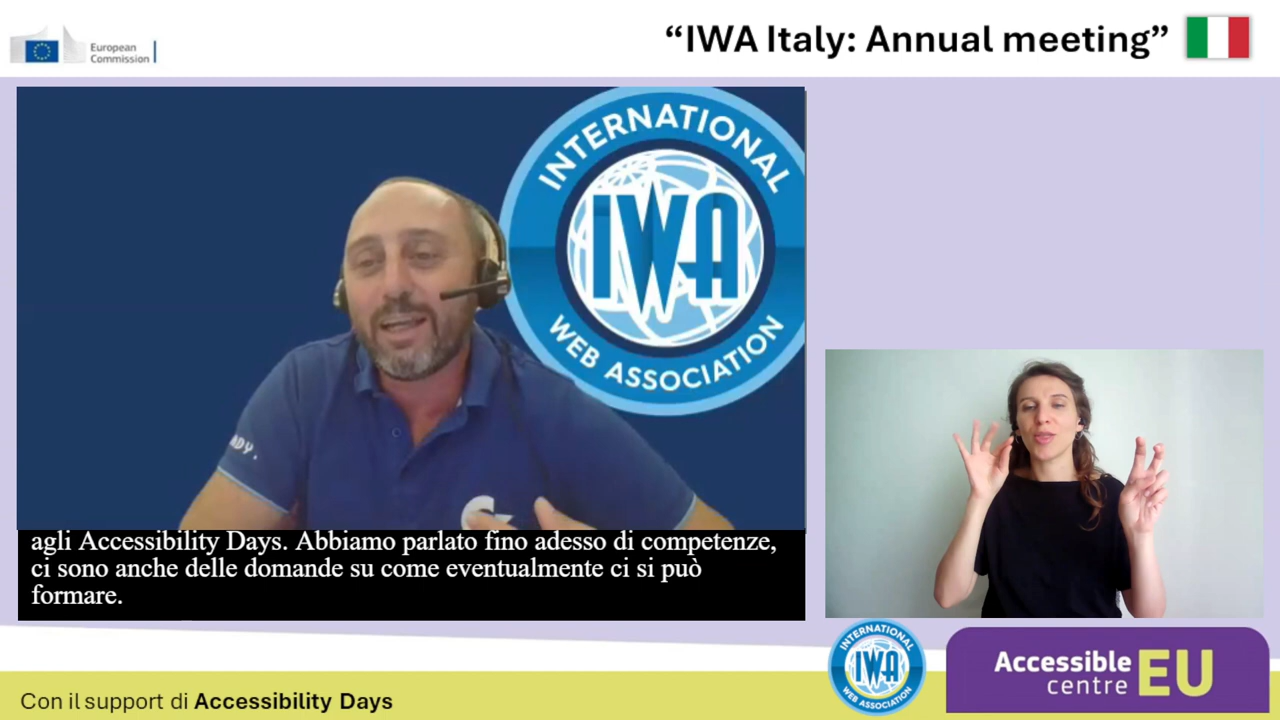 European
Commission
“IWA Italy: Annual meeting”
INTERNATIONAL
IWA
WEB ASSOCIATION
agli Accessibility Days. Abbiamo parlato fino adesso di competenze,
ci sono anche delle domande su come eventualmente ci si può
formare.
INTERNATIONAL
IWA
WEB ASSOCIATION
Accessible
centre
EU
Con il support di Accessibility Days